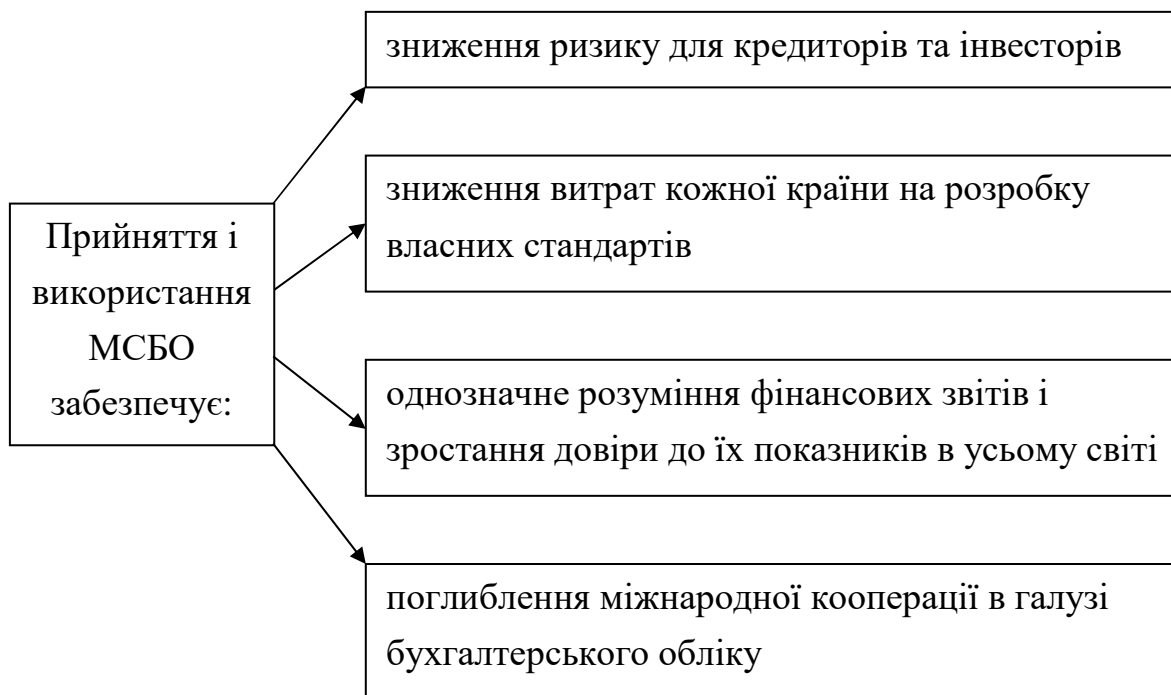 зниження ризику для кредиторів та інвесторів
зниження витрат кожної країни на розробку
власних стандартів
Прийняття і
використання
МСБО
забезпечує:
однозначне розуміння фінансових звітів і
зростання довіри до їх показників в усьому світі
поглиблення міжнародної кооперації в галузі
бухгалтерського обліку